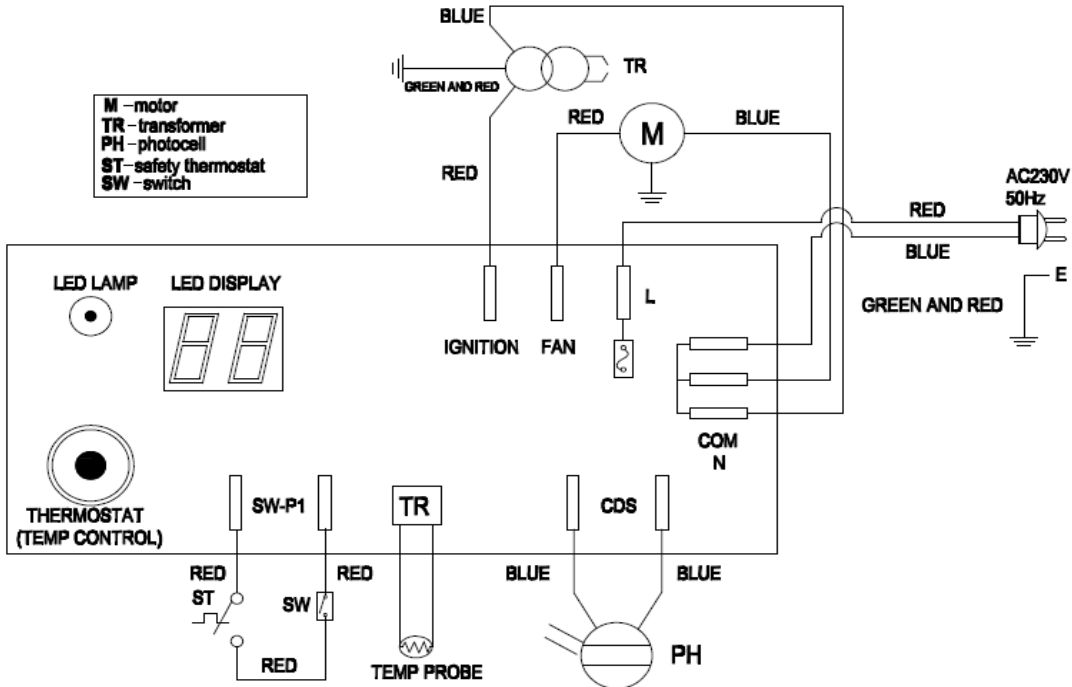 BLUE
TR
GREEN AND RED
M - motor
TR - transformer
PH - photocell
ST - safety thermostat
SW - switch
RED
M
BLUE
RED
AC230V
50Hz
RED
BLUE
E
GREEN AND RED
LED LAMP
LED DISPLAY
88
L
IGNITION
FAN
COM
N
THERMOSTAT
(TEMP CONTROL)
SW-P1
TR
CDS
RED
ST
SW
RED
RED
TEMP PROBE
BLUE
BLUE
PH